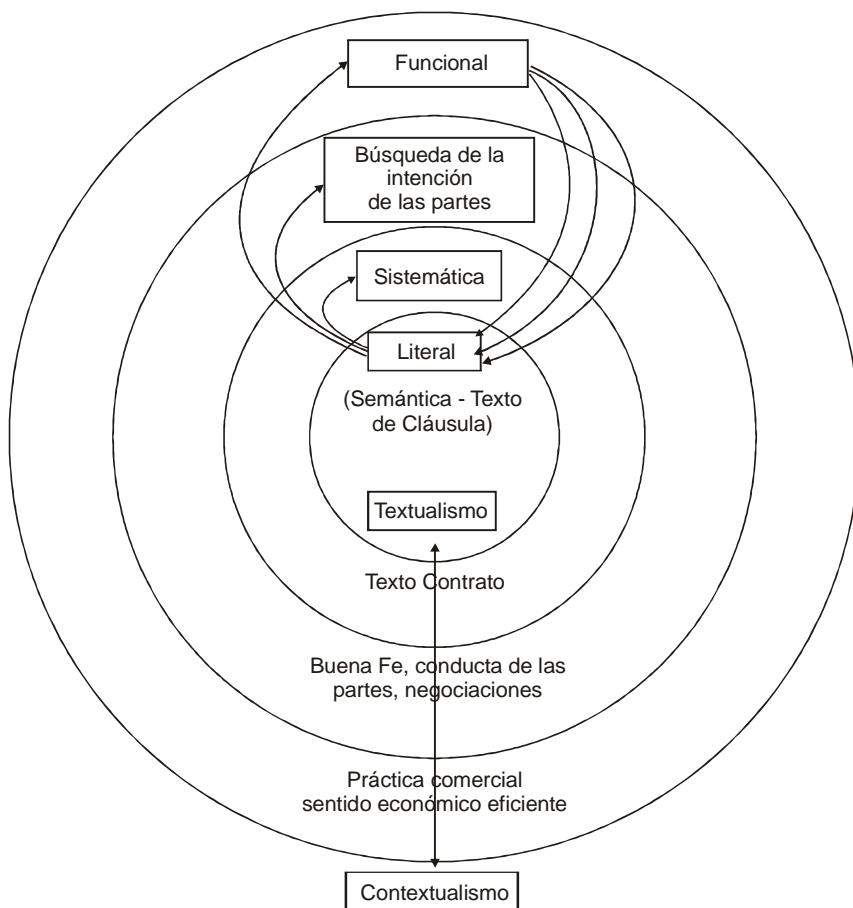 Funcional
Búsqueda de la
intención
de las partes
Sistemática
Literal
(Semántica - Texto
de Cláusula)
Textualismo
Texto Contrato
Buena Fe, conducta de las
partes, negociaciones
Práctica comercial
sentido económico eficiente
Contextualismo